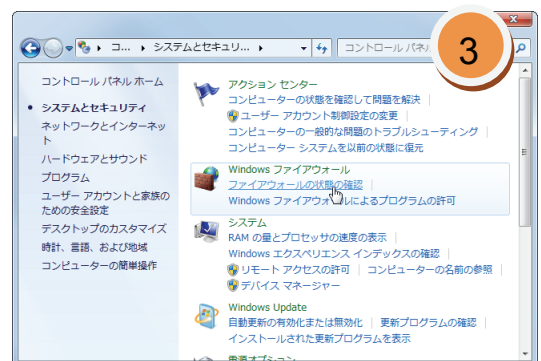 コ... ▸ システムとセキュリ... ▸
コントロール パネル
3
コントロール パネル ホーム
システムとセキュリティ
ネットワークとインターネッ
ト
ハードウェアとサウンド
プログラム
ユーザー アカウントと家族の
ための安全設定
デスクトップのカスタマイズ
時計、言語、および地域
コンピューターの簡単操作
アクション センター
コンピューターの状態を確認して問題を解決
ユーザー アカウント制御設定の変更
コンピューターの一般的な問題のトラブルシューティング
コンピューター システムを以前の状態に復元
Windows ファイアウォール
ファイアウォールの状態の確認
Windows ファイアウォールによるプログラムの許可
システム
RAM の量とプロセッサの速度の表示
Windows エクスペリエンス インデックスの確認
リモート アクセスの許可 コンピューターの名前の参照
デバイス マネージャー
Windows Update
自動更新の有効化または無効化 更新プログラムの確認
インストールされた更新プログラムを表示
電源オプション